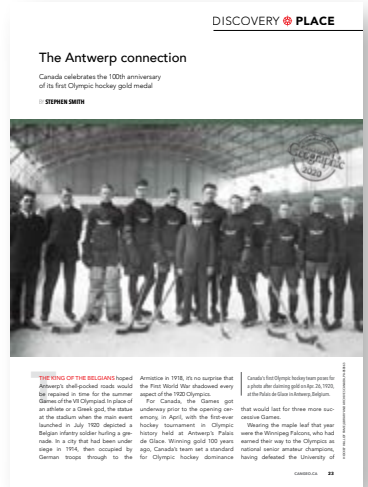 DISCOVERY PLACE
The Antwerp connection
Canada celebrates the 100th anniversary
of its first Olympic hockey gold medal
BY STEPHEN SMITH
Geographic
2020
THE KING OF THE BELGIANS hoped
Antwerp's shell-pocked roads would
be repaired in time for the summer
Games of the VII Olympiad. In place of
an athlete or a Greek god, the statue
at the stadium when the main event
launched in July 1920 depicted a
Belgian infantry soldier hurling a gre-
nade. In a city that had been under
siege in 1914, then occupied by
German troops through to the
Armistice in 1918, it's no surprise that
the First World War shadowed every
aspect of the 1920 Olympics.
For Canada, the Games got
underway prior to the opening cer-
emony, in April, with the first-ever
hockey tournament in Olympic
history held at Antwerp's Palais
de Glace. Winning gold 100 years
ago, Canada's team set a standard
for Olympic hockey dominance
Canada's first Olympic hockey team poses for
a photo after claiming gold on Apr. 26, 1920,
at the Palais de Glace in Antwerp, Belgium.
that would last for three more suc-
cessive Games.
Wearing the maple leaf that year
were the Winnipeg Falcons, who had
earned their way to the Olympics as
national senior amateur champions,
having defeated the University of
CANGEO.CA 23